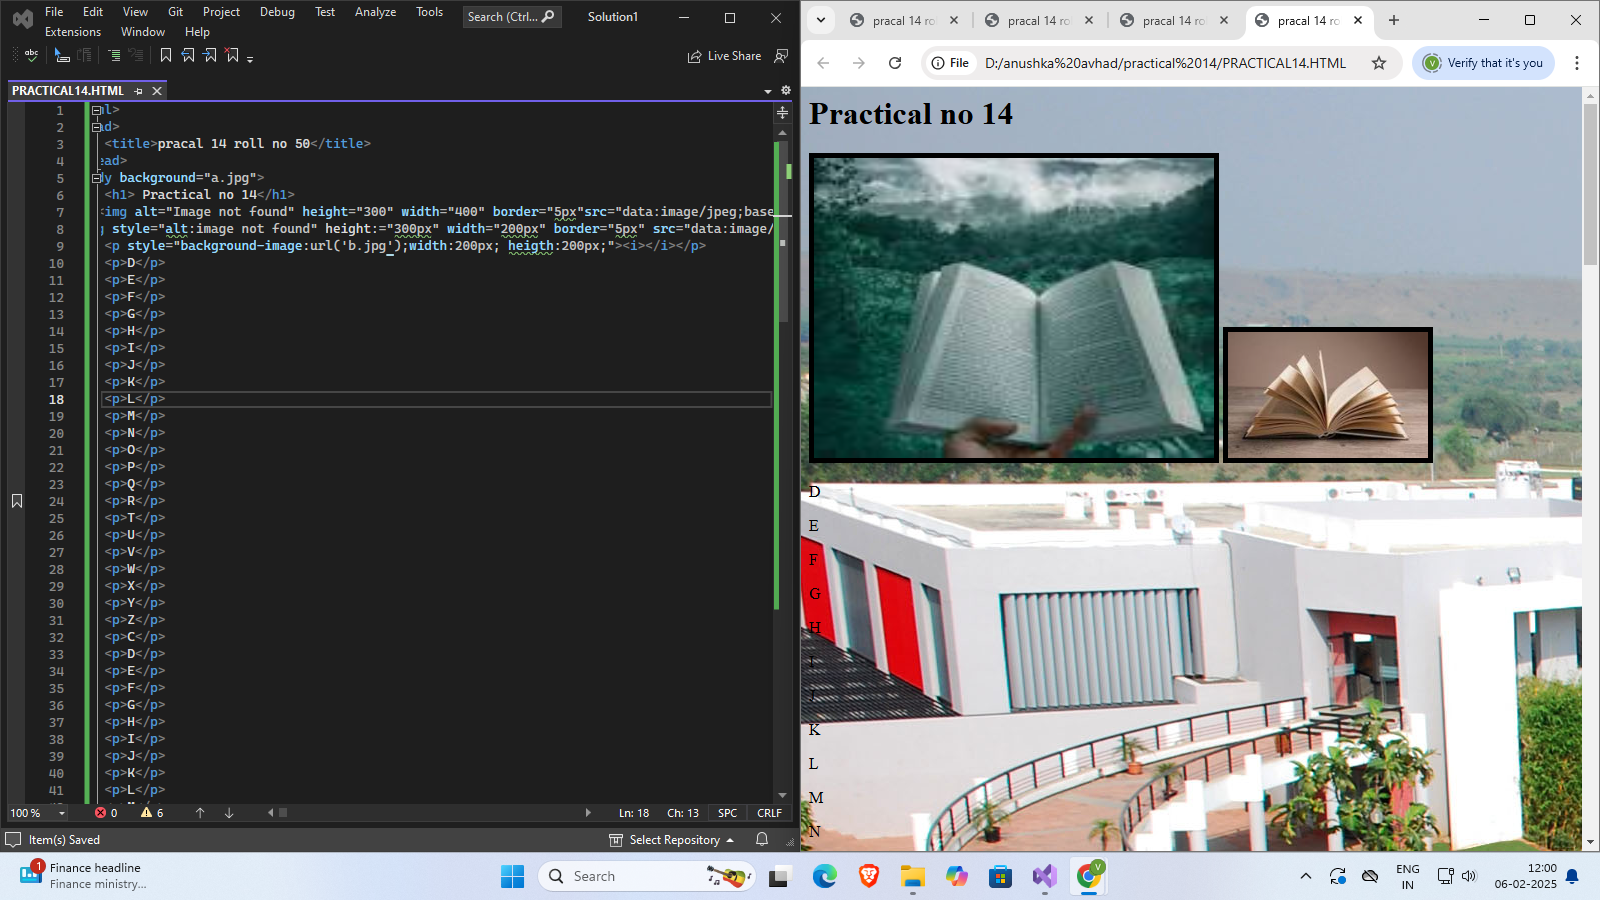 File Edit View Git Project Debug Test Analyze Tools Search (Ctrl... Solution1
Extensions Window Help
abc
Live Share
PRACTICAL14.HTML
1 ml>
2 ad>
3 <title>pracal 14 roll no 50</title>
4 ead>
5 dy background="a.jpg">
6 <h1> Practical no 14</h1>
7 <img alt="Image not found" height="300" width="400" border="5px"src="data:image/jpeg;base
8 g style="alt:image not found" height:="300px" width="200px" border="5px" src="data:image/
9 <p style="background-image:url('b.jpg');width:200px; heigth:200px;"><i></i></p>
10 <p>D</p>
11 <p>E</p>
12 <p>F</p>
13 <p>G</p>
14 <p>H</p>
15 <p>I</p>
16 <p>J</p>
17 <p>K</p>
18 <p>L</p>
19 <p>M</p>
20 <p>N</p>
21 <p>O</p>
22 <p>P</p>
23 <p>Q</p>
24 <p>R</p>
25 <p>T</p>
26 <p>U</p>
27 <p>V</p>
28 <p>W</p>
29 <p>X</p>
30 <p>Y</p>
31 <p>Z</p>
32 <p>C</p>
33 <p>D</p>
34 <p>E</p>
35 <p>F</p>
36 <p>G</p>
37 <p>H</p>
38 <p>I</p>
39 <p>J</p>
40 <p>K</p>
41 <p>L</p>
100 % 0 6 Ln: 18 Ch: 13 SPC CRLF
Item(s) Saved Select Repository
pracal 14 ro pracal 14 ro pracal 14 ro pracal 14 ro
File D:/anushka%20avhad/practical%2014/PRACTICAL14.HTML Verify that it's you
V
Practical no 14
D
E
F
G
H
I
J
K
L
M
N
1 Finance headline
Finance ministry...
Search
V
ENG
IN
12:00
06-02-2025